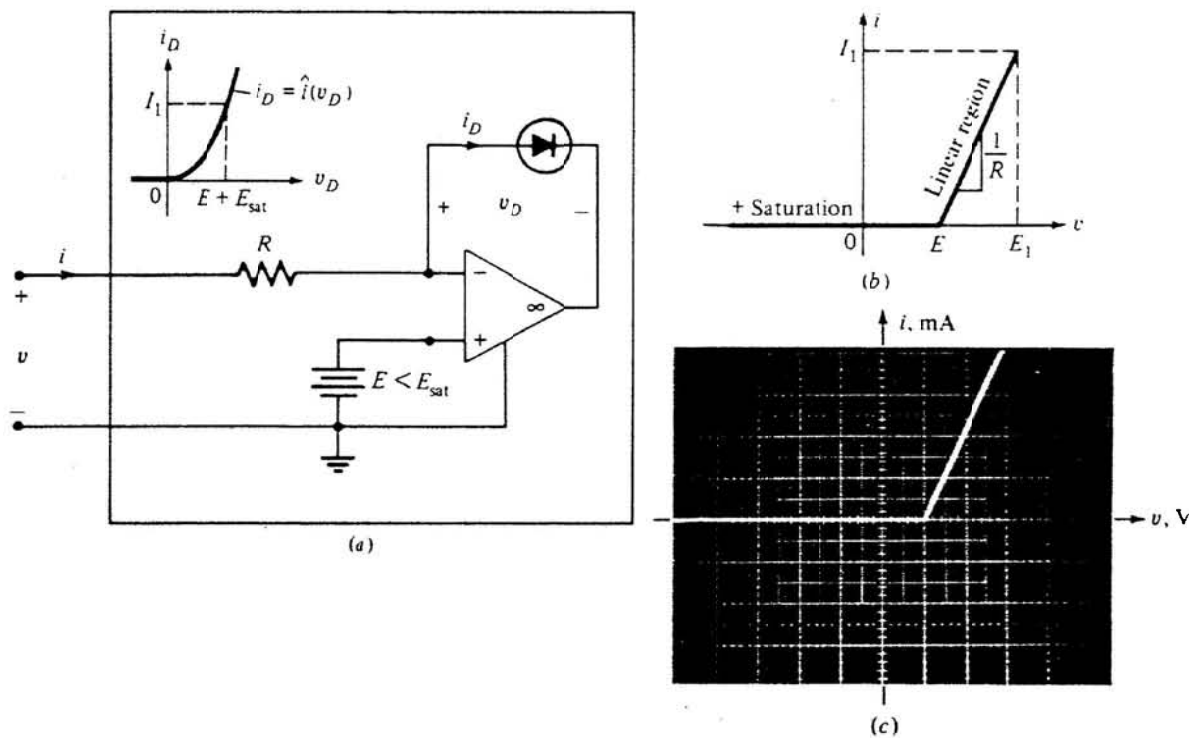 i_D
I_1
i_D = î(v_D)
0
E + E_sat
v_D
i_D
+
v_D
−
R
i
+
v
−
−
+
∞
E < E_sat
(a)
i
I_1
Linear region
1/R
+ Saturation
0
E
E_1
v
(b)
i, mA
v, V
(c)